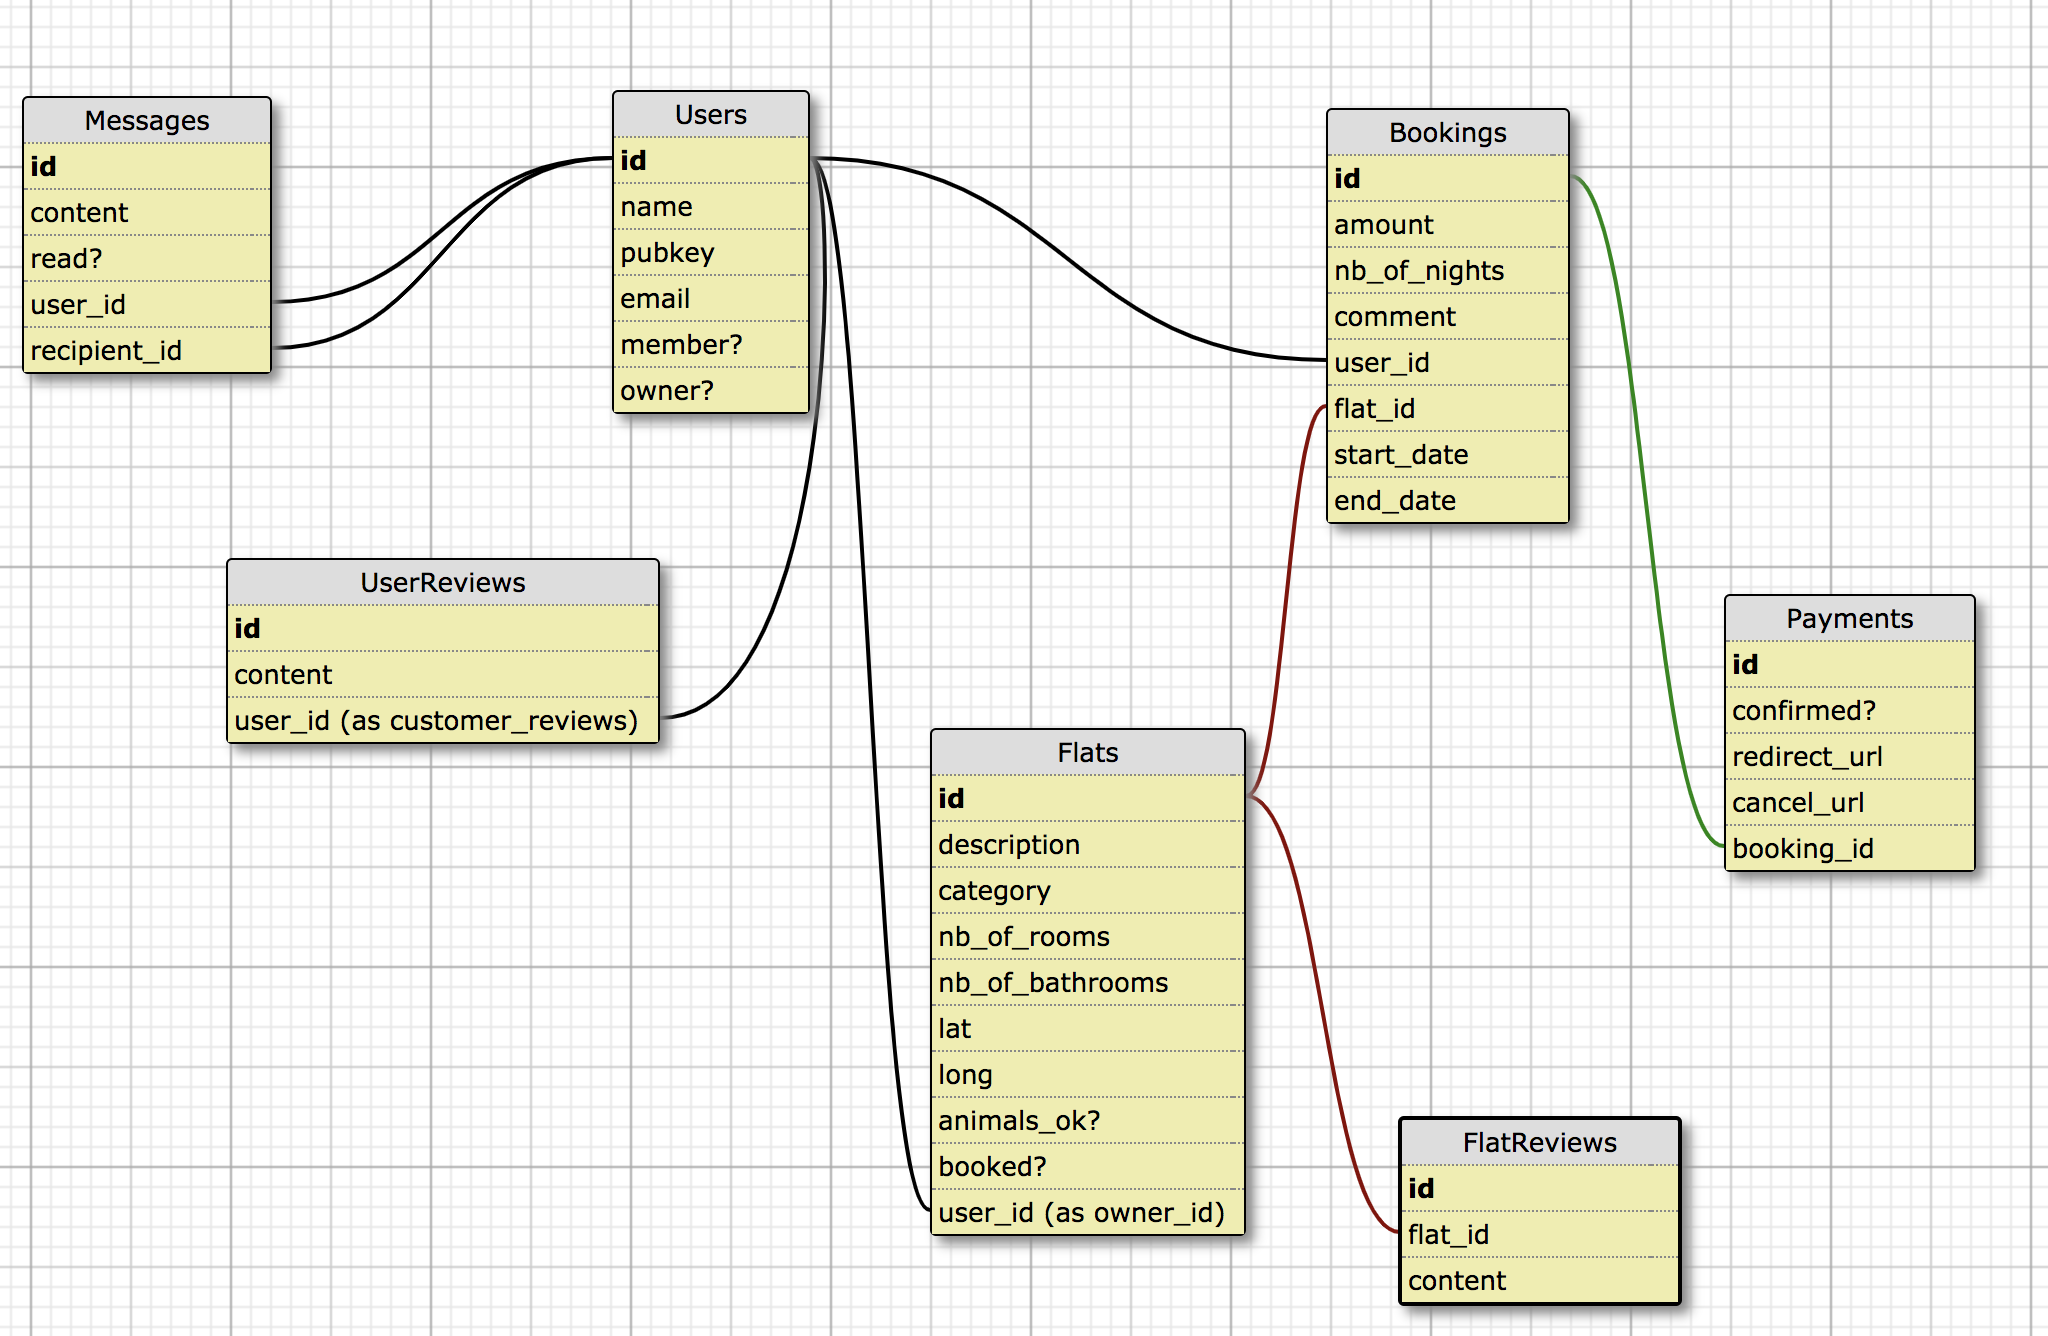 Messages
id
content
read?
user_id
recipient_id
Users
id
name
pubkey
email
member?
owner?
Bookings
id
amount
nb_of_nights
comment
user_id
flat_id
start_date
end_date
UserReviews
id
content
user_id (as customer_reviews)
Payments
id
confirmed?
redirect_url
cancel_url
booking_id
Flats
id
description
category
nb_of_rooms
nb_of_bathrooms
lat
long
animals_ok?
booked?
user_id (as owner_id)
FlatReviews
id
flat_id
content